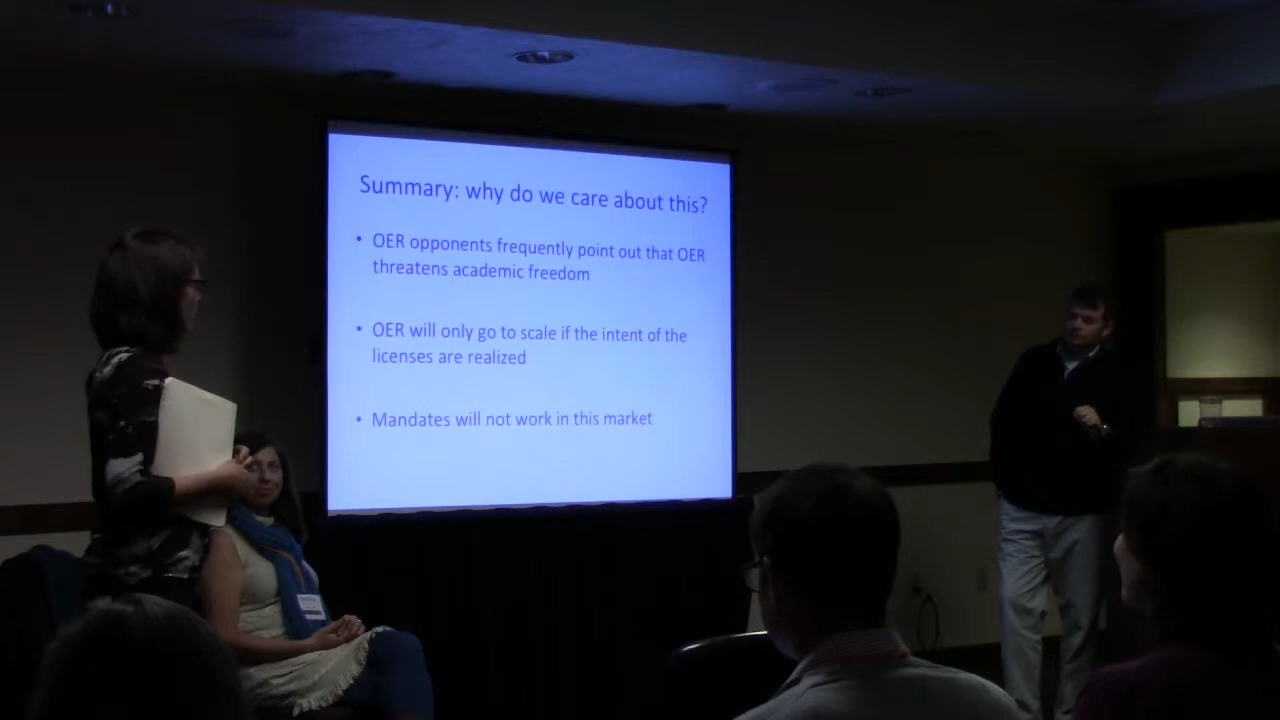 Summary: why do we care about this?
• OER opponents frequently point out that OER
threatens academic freedom
• OER will only go to scale if the intent of the
licenses are realized
• Mandates will not work in this market